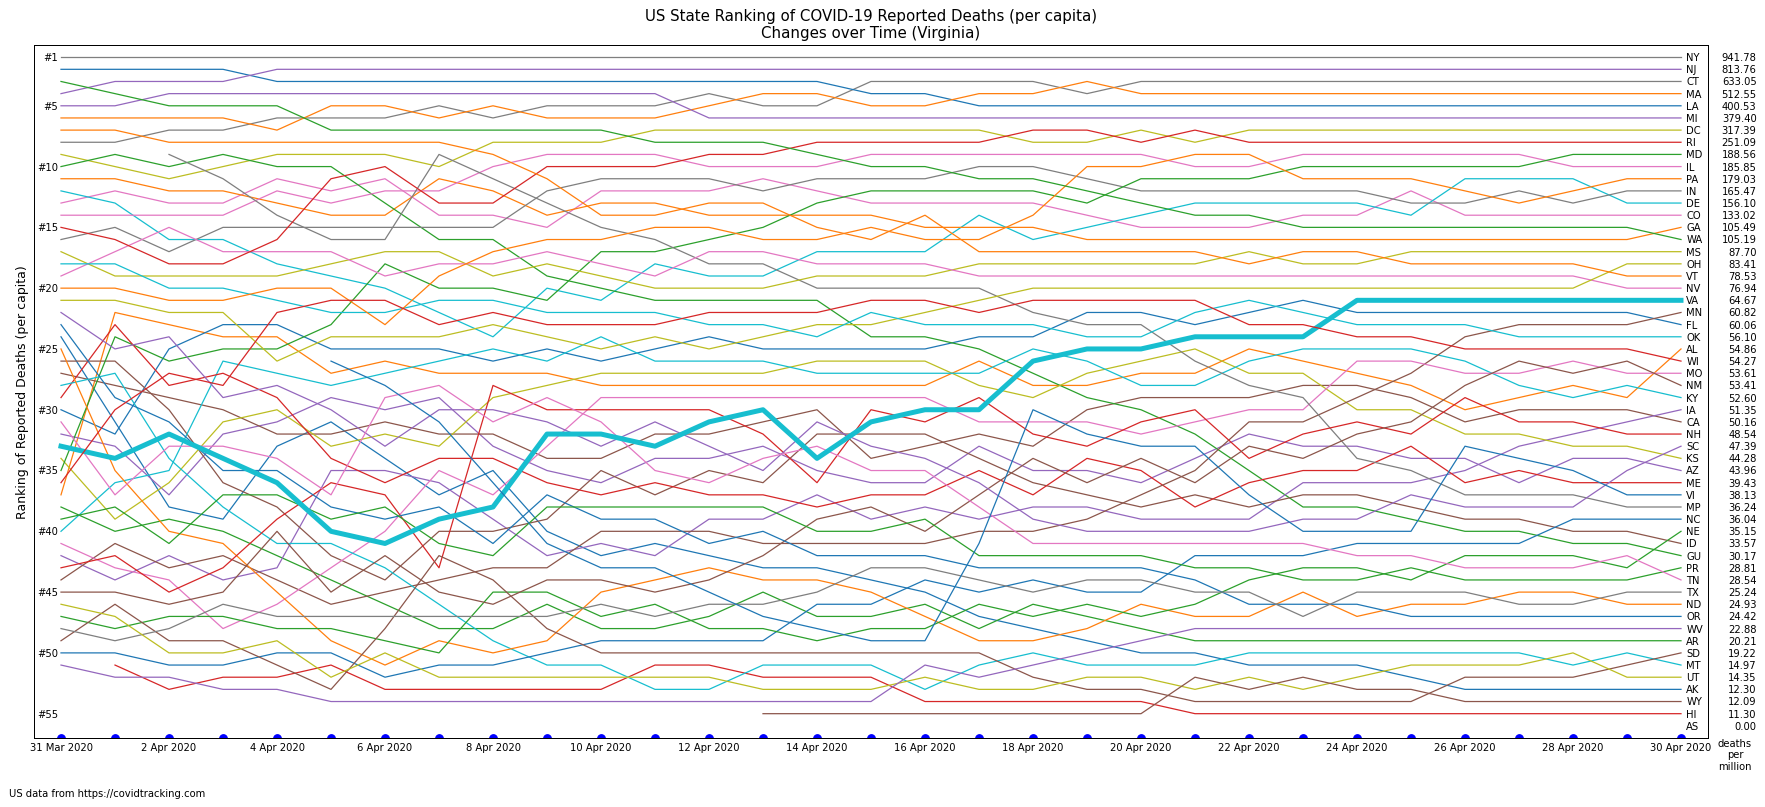 US State Ranking of COVID-19 Reported Deaths (per capita)
Changes over Time (Virginia)
Ranking of Reported Deaths (per capita)
#1
#5
#10
#15
#20
#25
#30
#35
#40
#45
#50
#55
NY 941.78
NJ 813.76
CT 633.05
MA 512.55
LA 400.53
MI 379.40
DC 317.39
RI 251.09
MD 188.56
IL 185.85
PA 179.03
IN 165.47
DE 156.10
CO 133.02
GA 105.49
WA 105.19
MS 87.70
OH 83.41
VT 78.53
NV 76.94
VA 64.67
MN 60.82
FL 60.06
OK 56.10
AL 54.86
WI 54.27
MO 53.61
NM 53.41
KY 52.60
IA 51.35
CA 50.16
NH 48.54
SC 47.39
KS 44.28
AZ 43.96
ME 39.43
VI 38.13
MP 36.24
NC 36.04
NE 35.15
ID 33.57
GU 30.17
PR 28.81
TN 28.54
TX 25.24
ND 24.93
OR 24.42
WV 22.88
AR 20.21
SD 19.22
MT 14.97
UT 14.35
AK 12.30
WY 12.09
HI 11.30
AS 0.00
31 Mar 2020 2 Apr 2020 4 Apr 2020 6 Apr 2020 8 Apr 2020 10 Apr 2020 12 Apr 2020 14 Apr 2020 16 Apr 2020 18 Apr 2020 20 Apr 2020 22 Apr 2020 24 Apr 2020 26 Apr 2020 28 Apr 2020 30 Apr 2020
deaths
per
million
US data from https://covidtracking.com